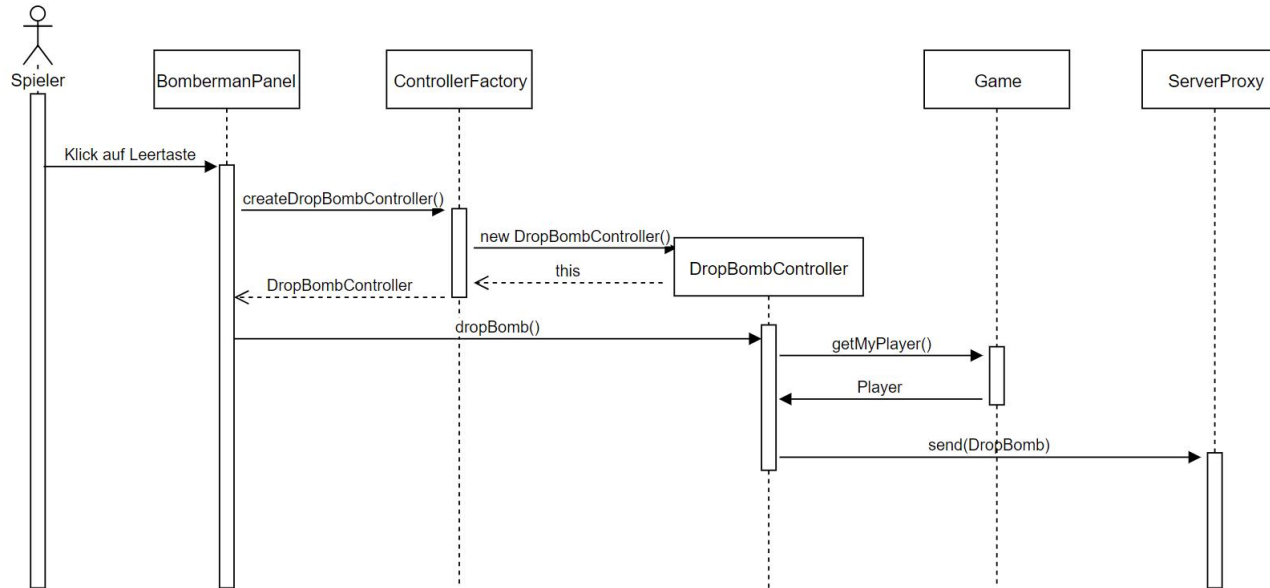 Spieler
BombermanPanel
ControllerFactory
Game
ServerProxy
Klick auf Leertaste
createDropBombController()
new DropBombController()
DropBombController
this
DropBombController
dropBomb()
getMyPlayer()
Player
send(DropBomb)